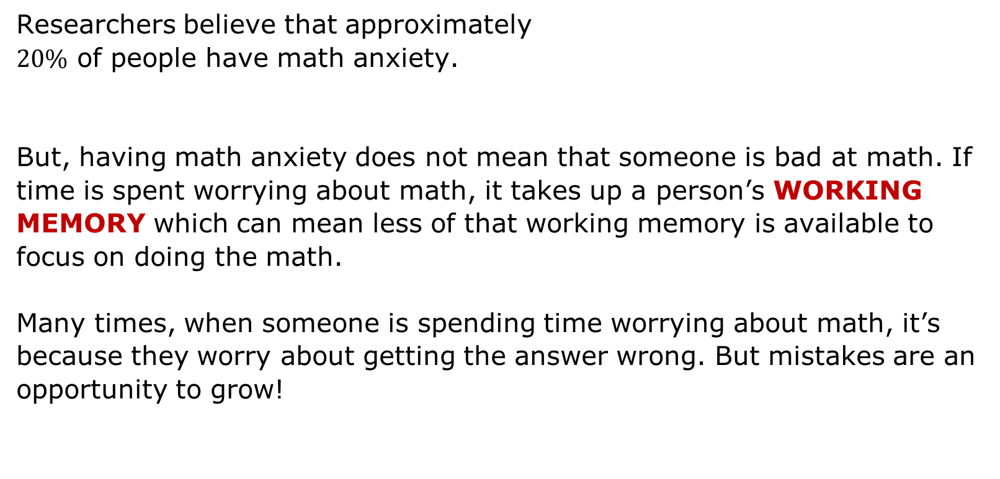 Researchers believe that approximately
20% of people have math anxiety.
But, having math anxiety does not mean that someone is bad at math. If
time is spent worrying about math, it takes up a person’s WORKING
MEMORY which can mean less of that working memory is available to
focus on doing the math.
Many times, when someone is spending time worrying about math, it’s
because they worry about getting the answer wrong. But mistakes are an
opportunity to grow!